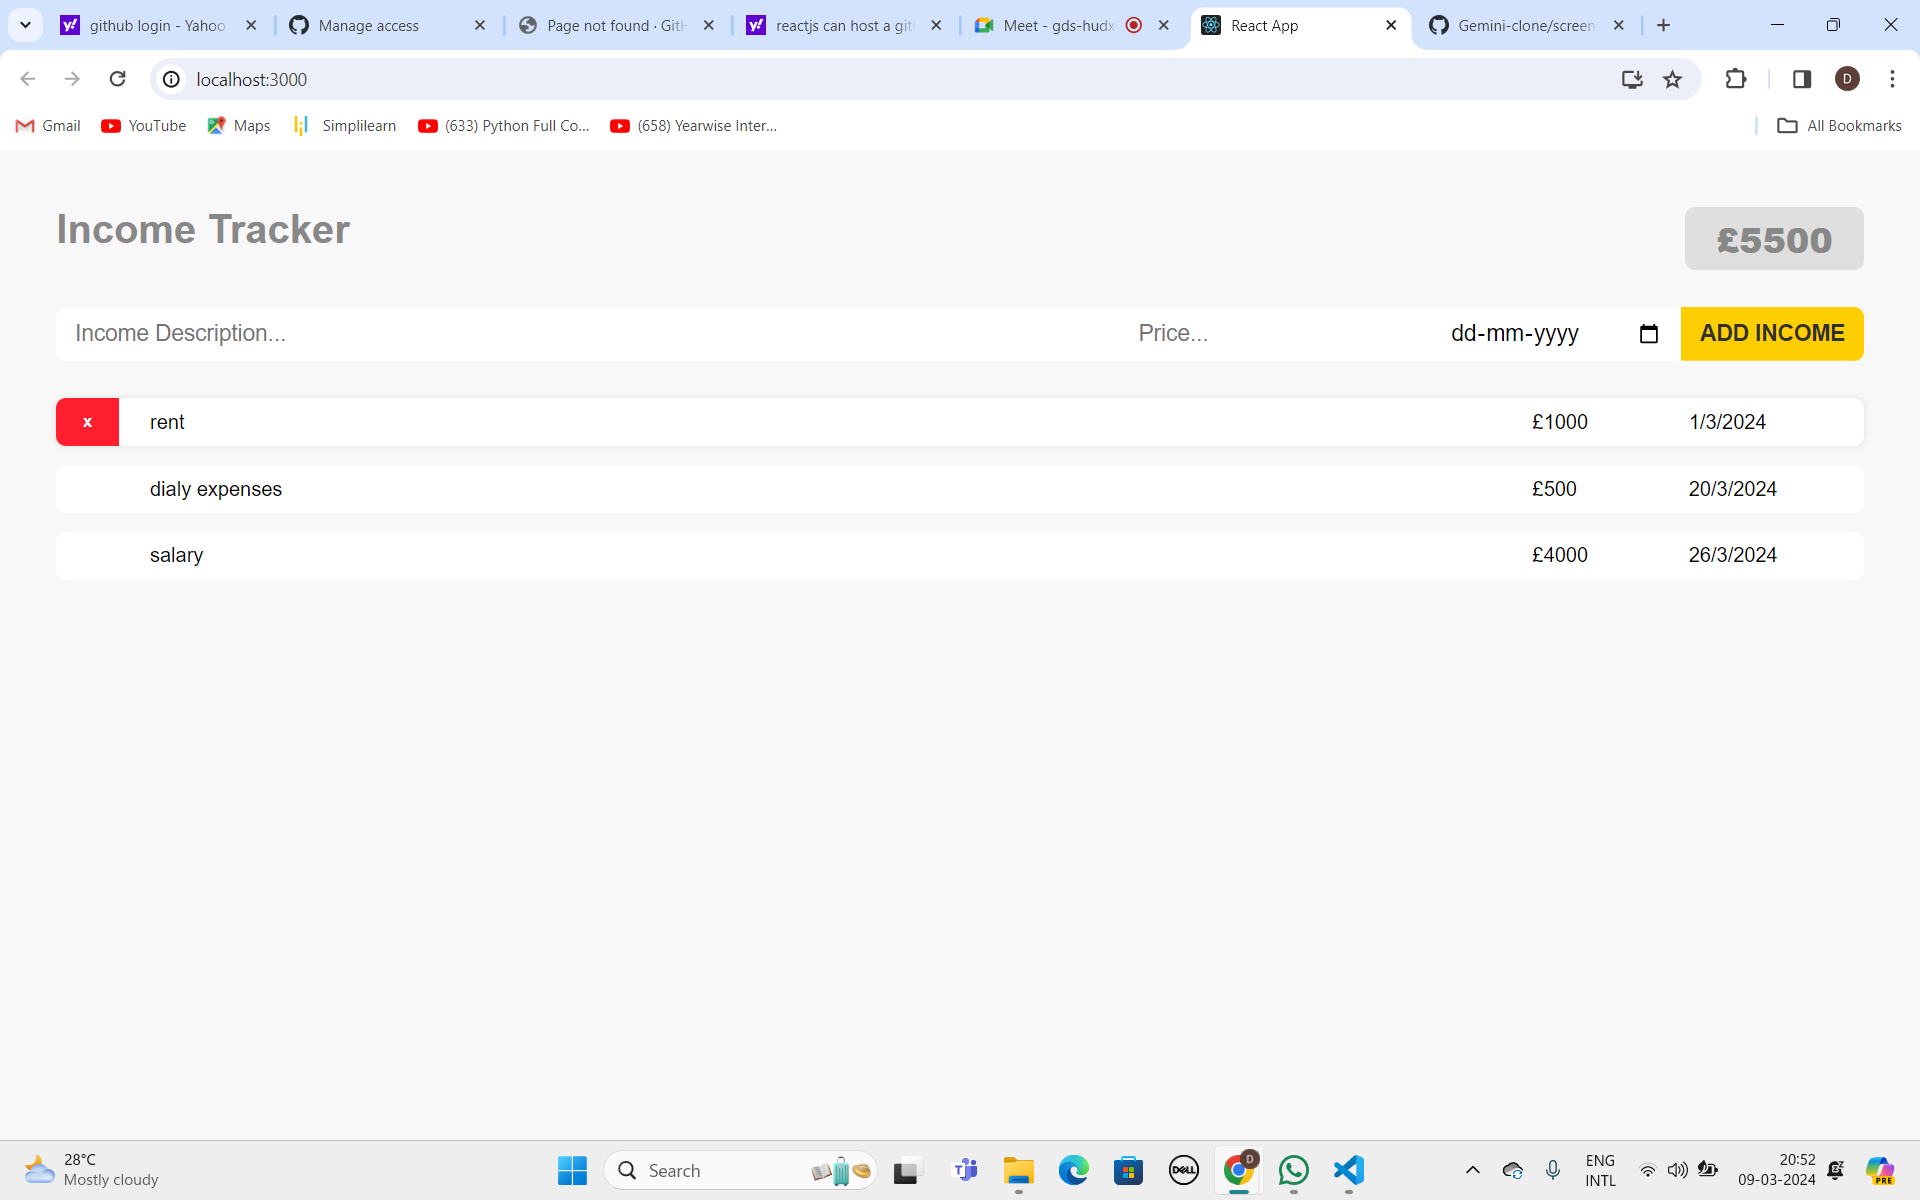 github login - Yahoo
Manage access
Page not found · GitH
reactjs can host a git
Meet - gds-hudx
React App
Gemini-clone/screen
localhost:3000
D
Gmail
YouTube
Maps
Simplilearn
(633) Python Full Co...
(658) Yearwise Inter...
All Bookmarks
Income Tracker
£5500
Income Description...
Price...
dd-mm-yyyy
ADD INCOME
x
rent
£1000
1/3/2024
dialy expenses
£500
20/3/2024
salary
£4000
26/3/2024
28°C
Mostly cloudy
Search
DELL
D
ENG
INTL
20:52
09-03-2024
PRE